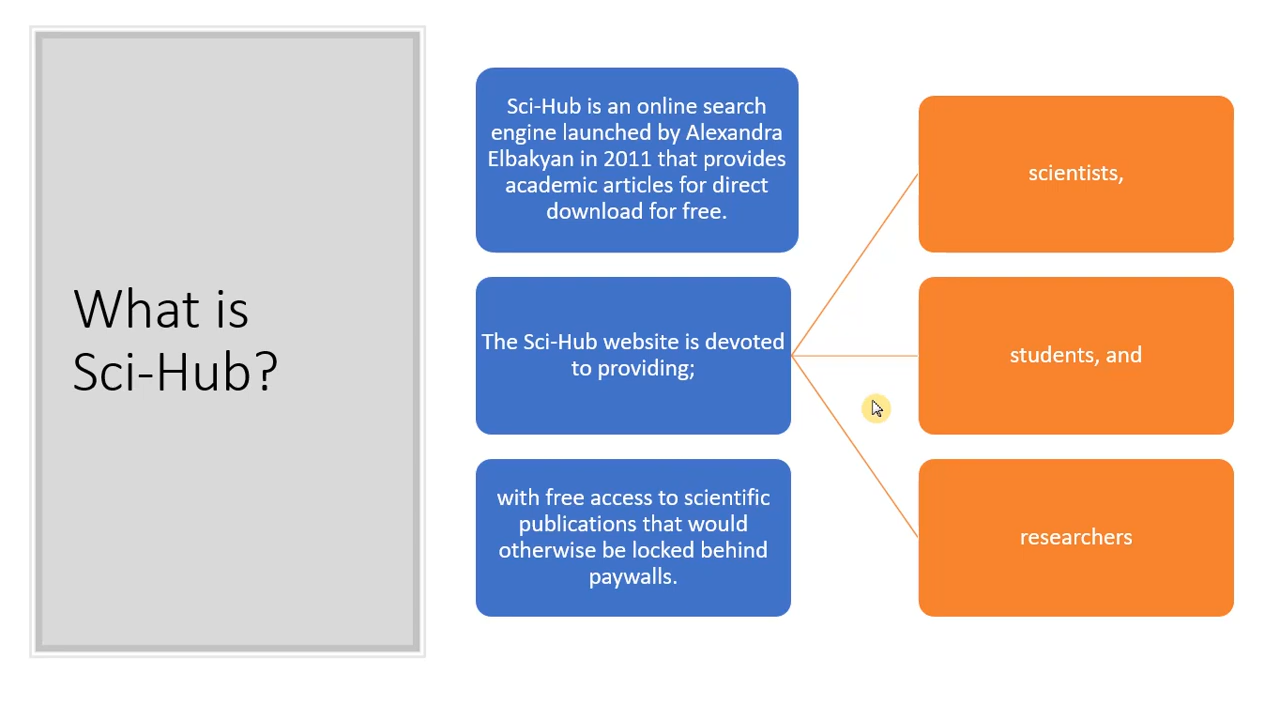 What is
Sci-Hub?
Sci-Hub is an online search
engine launched by Alexandra
Elbakyan in 2011 that provides
academic articles for direct
download for free.
The Sci-Hub website is devoted
to providing;
scientists,
students, and
researchers
with free access to scientific
publications that would
otherwise be locked behind
paywalls.